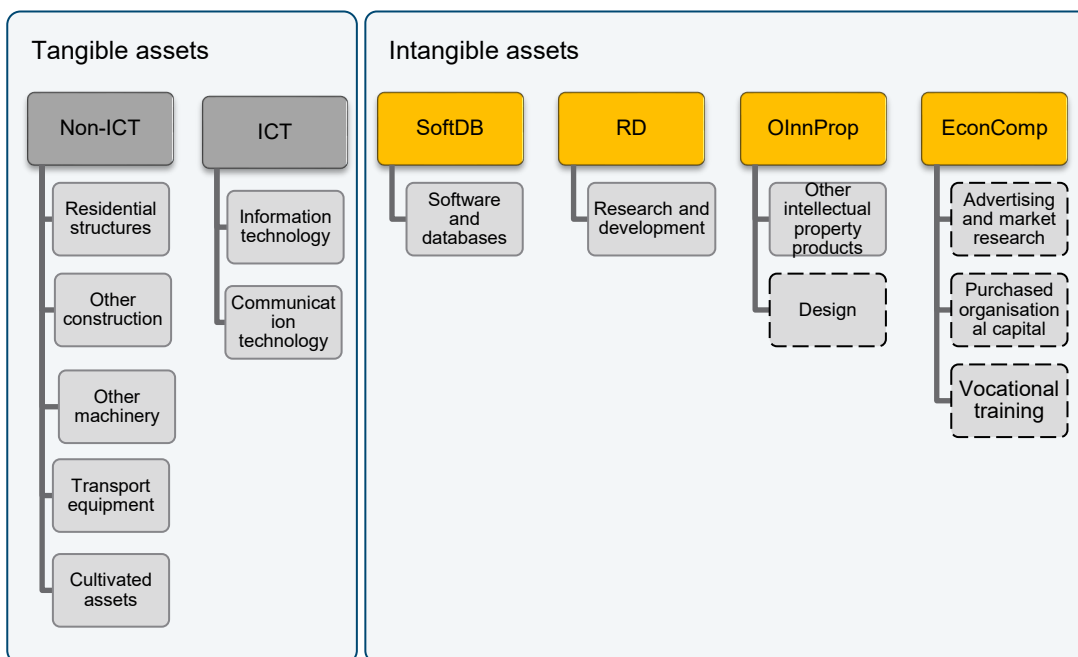 Tangible assets
Non-ICT
Residential
structures
Other
construction
Other
machinery
Transport
equipment
Cultivated
assets
ICT
Information
technology
Communicat
ion
technology
Intangible assets
SoftDB
Software
and
databases
RD
Research and
development
OInnProp
Other
intellectual
property
products
Design
EconComp
Advertising
and market
research
Purchased
organisation
al capital
Vocational
training